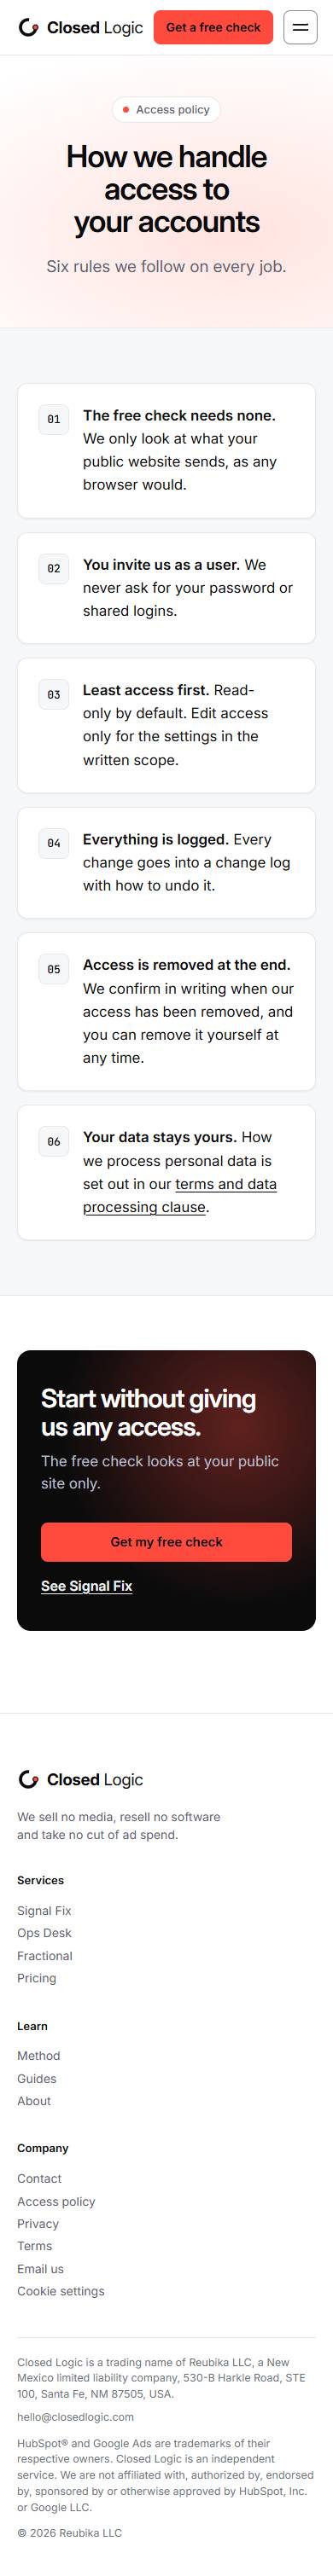 Closed Logic
Get a free check
Access policy
How we handle
access to
your accounts
Six rules we follow on every job.
01
The free check needs none.
We only look at what your
public website sends, as any
browser would.
02
You invite us as a user. We
never ask for your password or
shared logins.
03
Least access first. Read-
only by default. Edit access
only for the settings in the
written scope.
04
Everything is logged. Every
change goes into a change log
with how to undo it.
05
Access is removed at the end.
We confirm in writing when our
access has been removed, and
you can remove it yourself at
any time.
06
Your data stays yours. How
we process personal data is
set out in our terms and data
processing clause.
Start without giving
us any access.
The free check looks at your public
site only.
Get my free check
See Signal Fix
Closed Logic
We sell no media, resell no software
and take no cut of ad spend.
Services
Signal Fix
Ops Desk
Fractional
Pricing
Learn
Method
Guides
About
Company
Contact
Access policy
Privacy
Terms
Email us
Cookie settings
Closed Logic is a trading name of Reubika LLC, a New
Mexico limited liability company, 530-B Harkle Road, STE
100, Santa Fe, NM 87505, USA.
hello@closedlogic.com
HubSpot® and Google Ads are trademarks of their
respective owners. Closed Logic is an independent
service. We are not affiliated with, authorized by, endorsed
by, sponsored by or otherwise approved by HubSpot, Inc.
or Google LLC.
© 2026 Reubika LLC